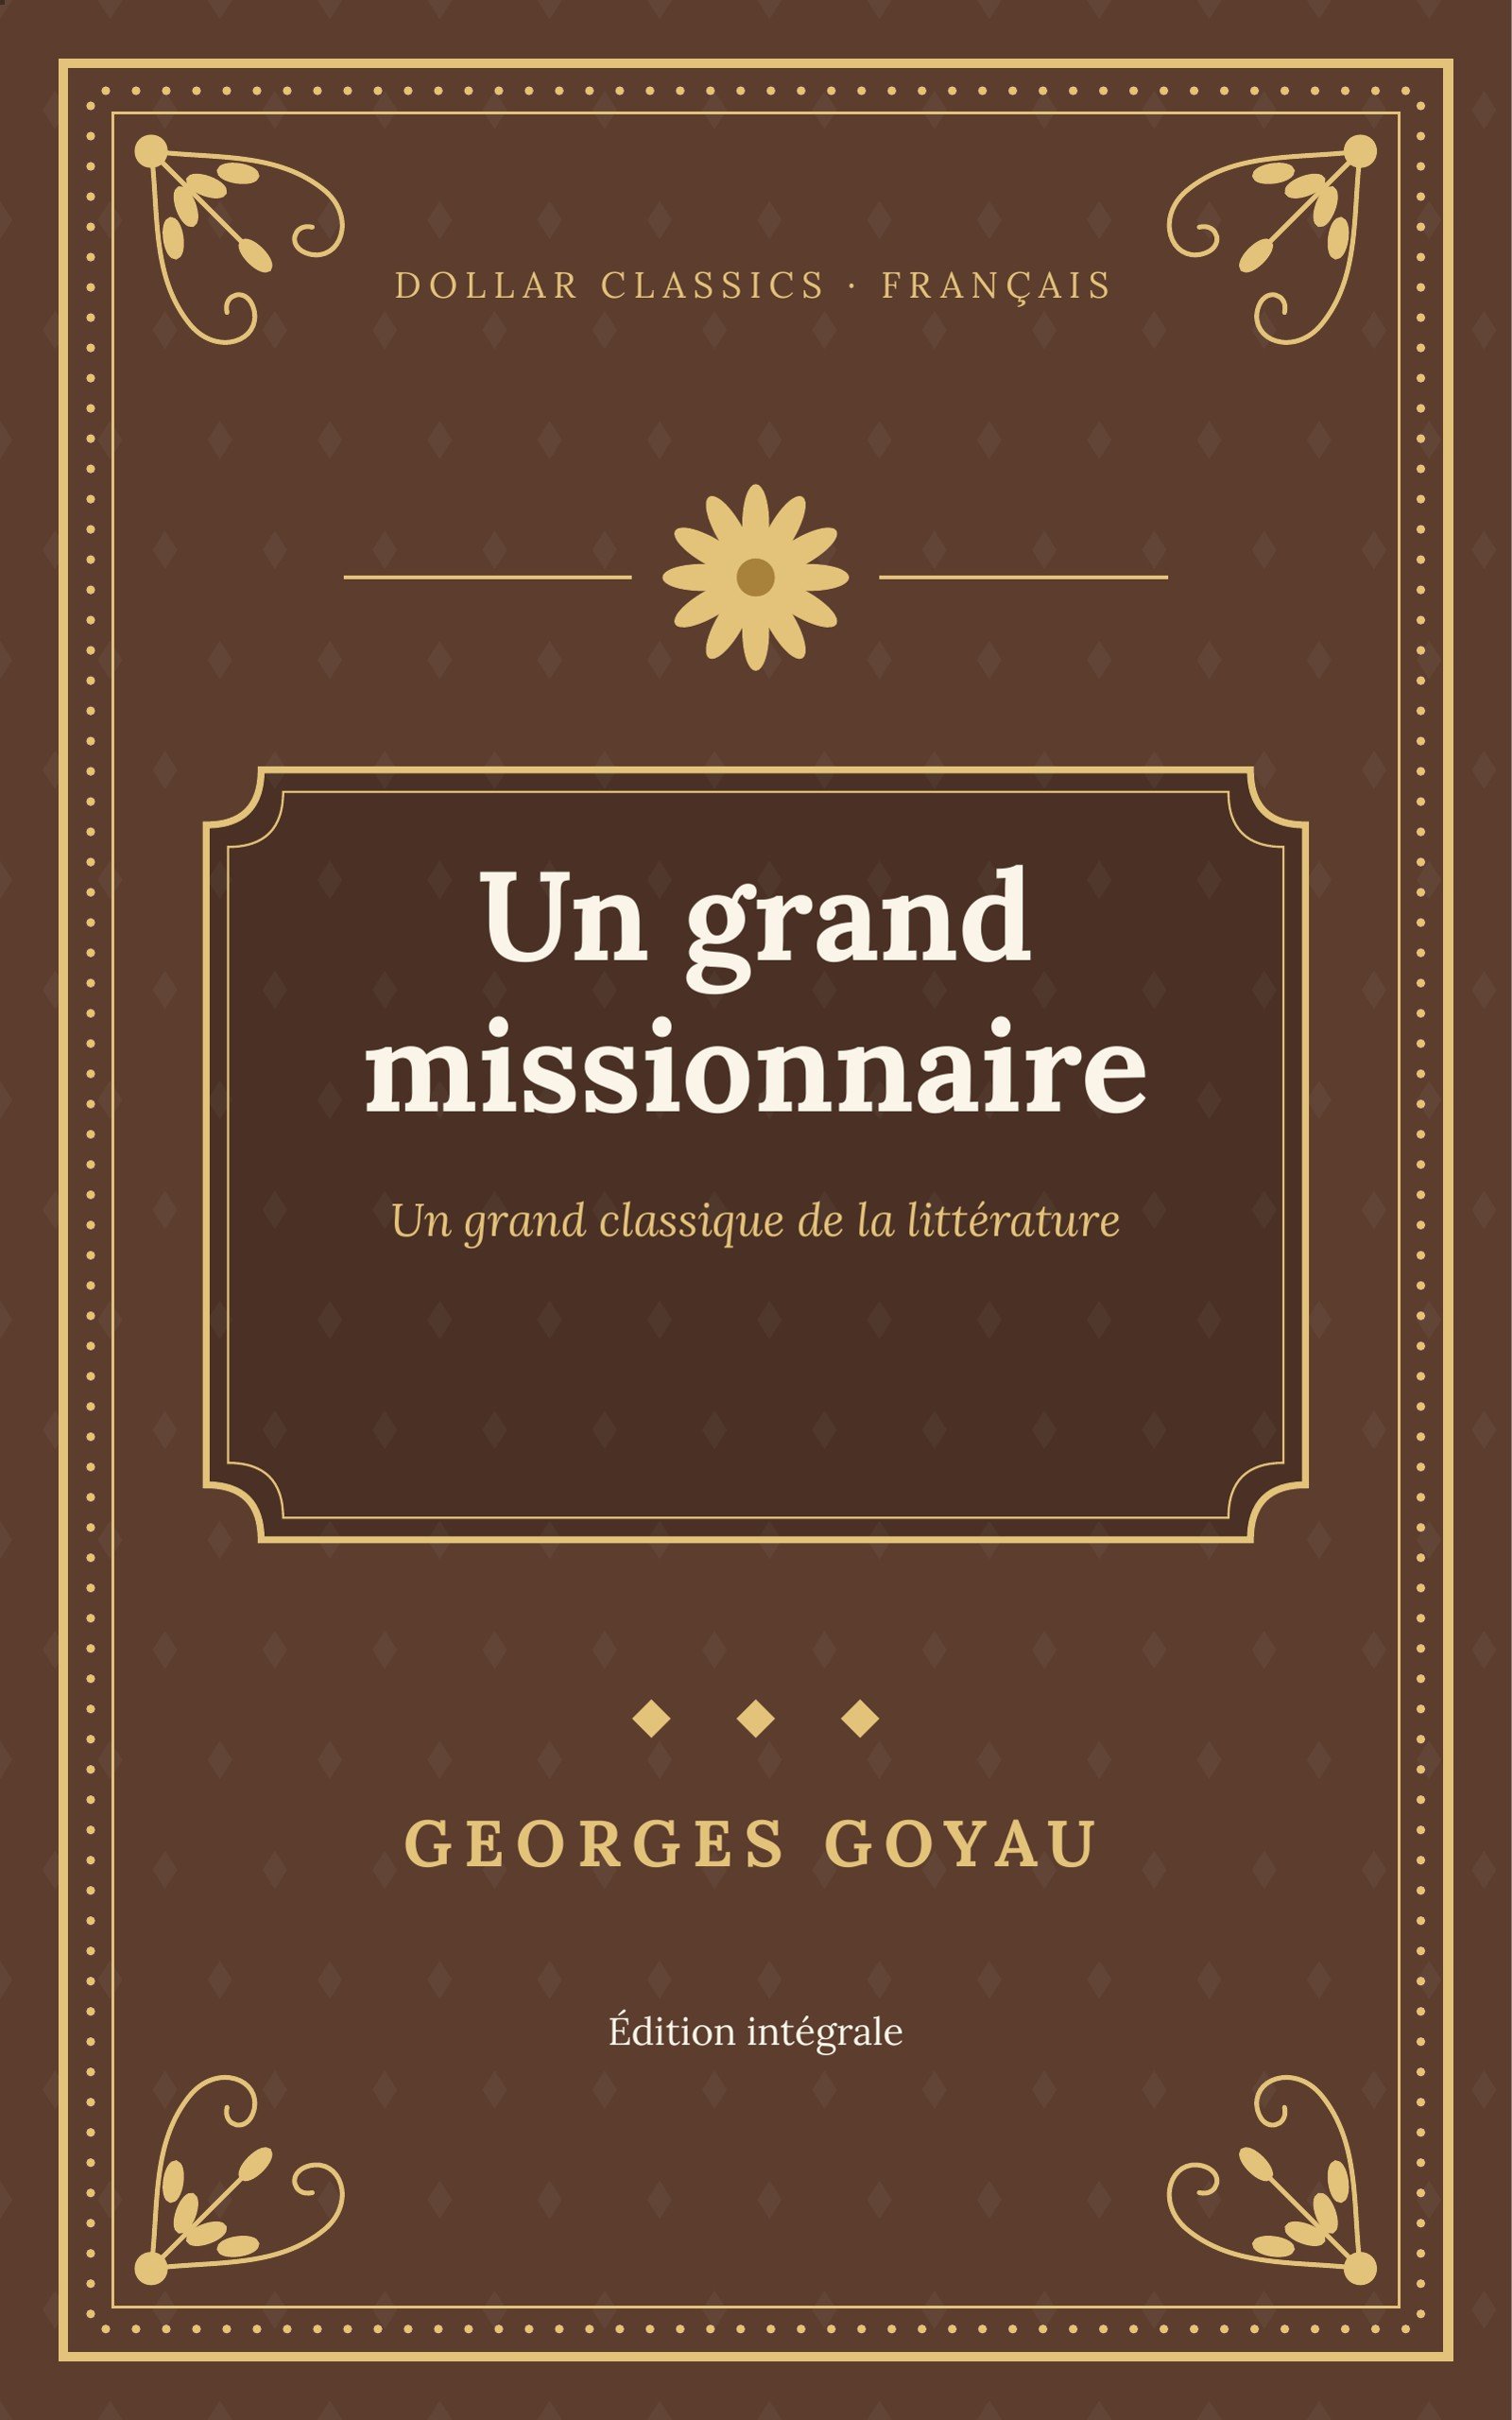 DOLLAR CLASSICS · FRANÇAIS
Un grand
missionnaire
Un grand classique de la littérature
GEORGES GOYAU
Édition intégrale